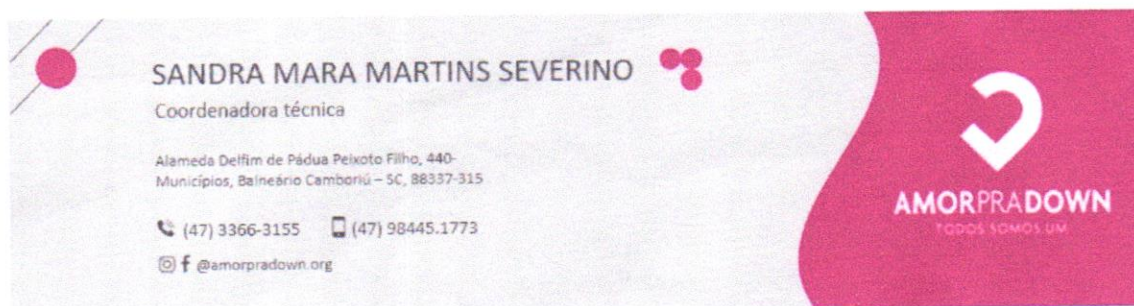 SANDRA MARA MARTINS SEVERINO
Coordenadora técnica
Alameda Delfim de Pádua Peixoto Filho, 440-
Municípios, Balneário Camboriú – SC, 88337-315
(47) 3366-3155 (47) 98445.1773
@amorpradown.org
AMORPRADOWN
TODOS SOMOS UM